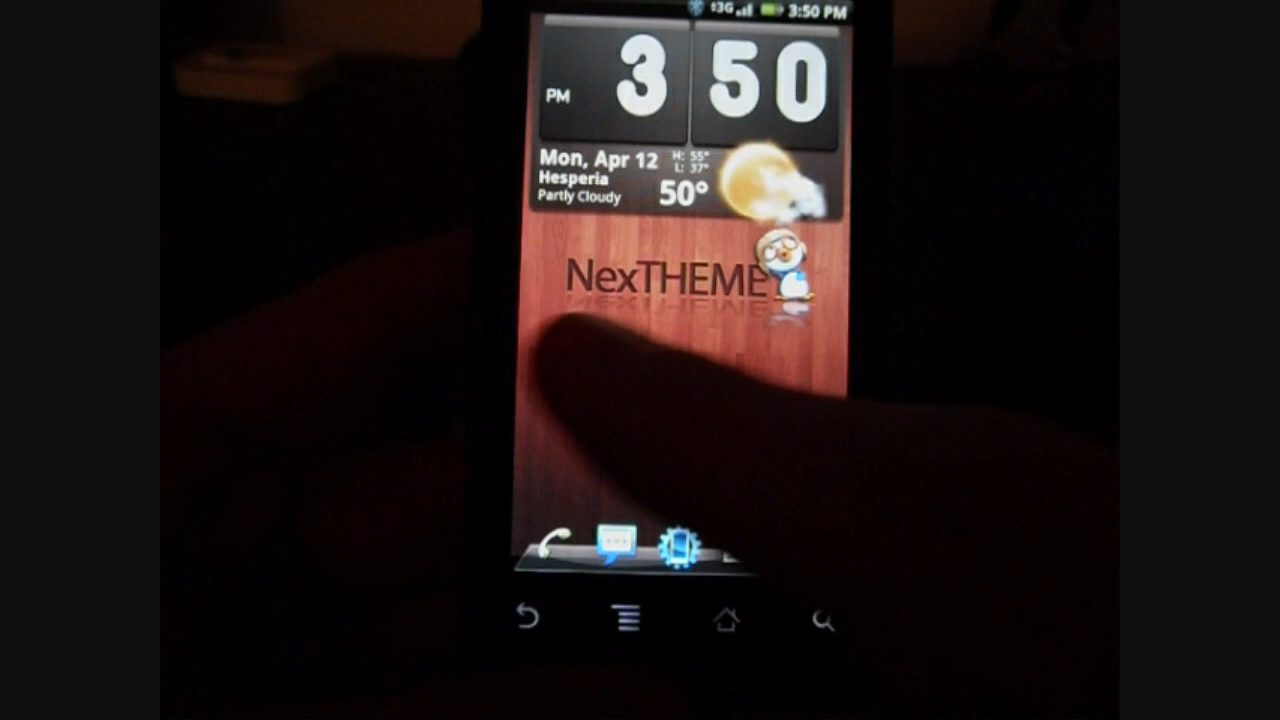 3G 3:50 PM
PM 3 50
Mon, Apr 12 H: 55°
L: 37°
Hesperia
Partly Cloudy 50°
NexTHEME